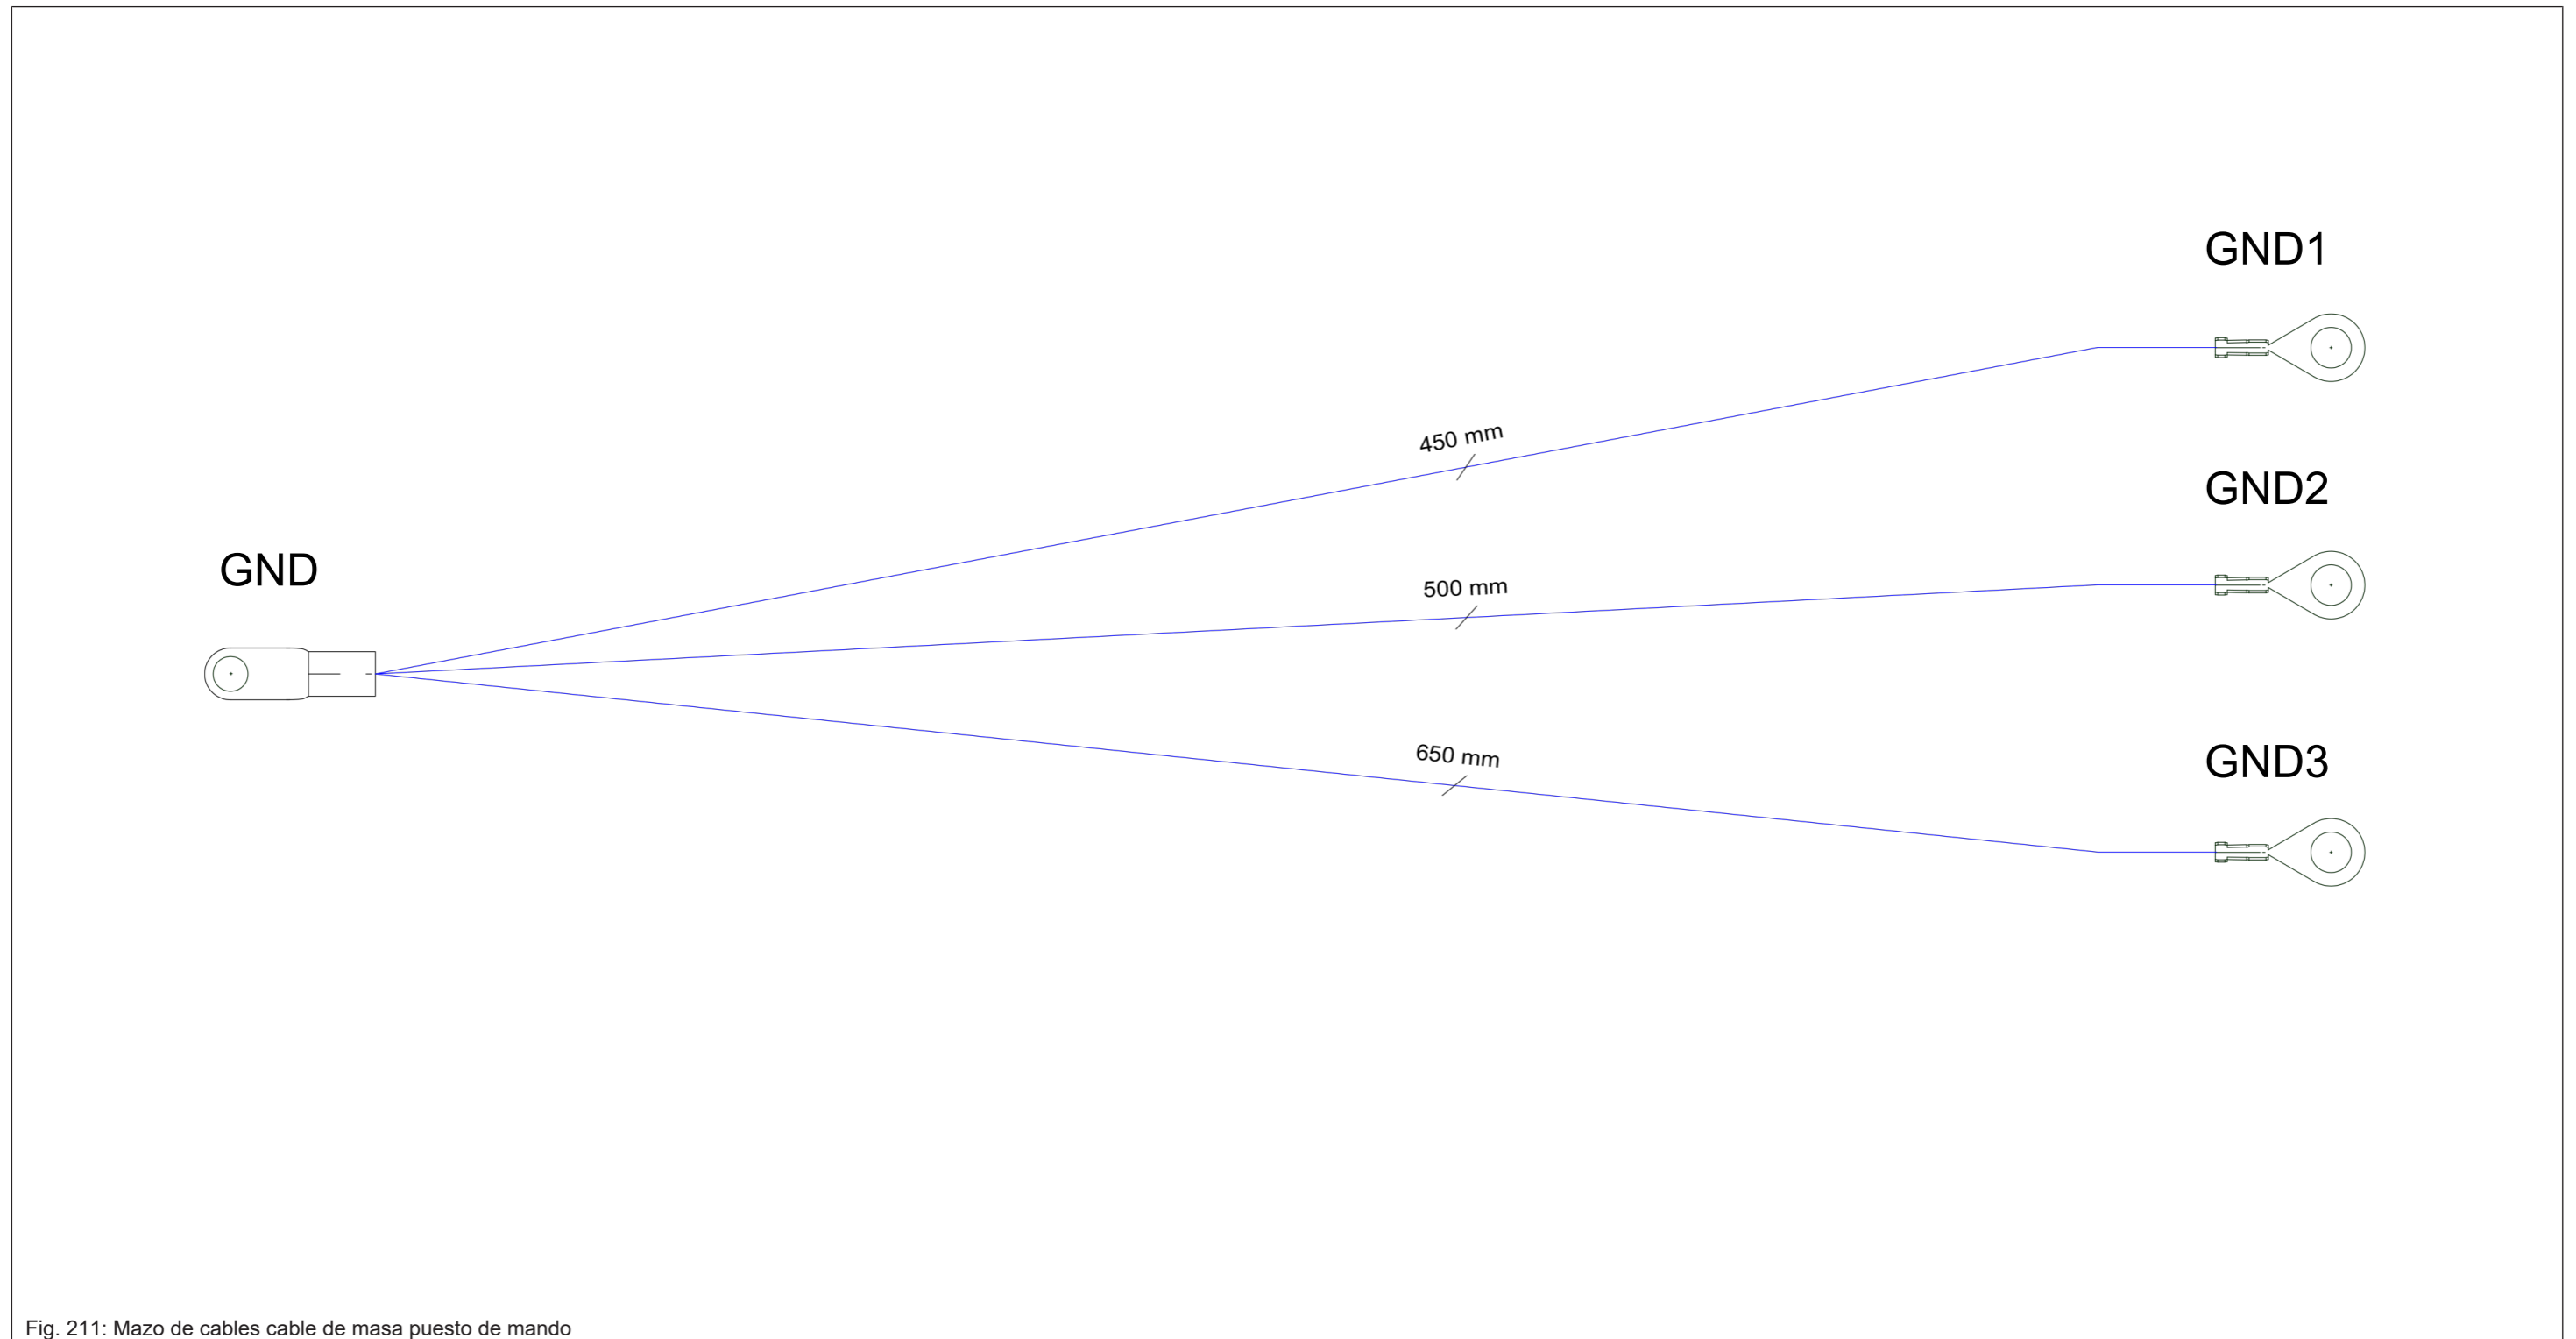 GND1
450 mm
GND2
GND
500 mm
650 mm
GND3
Fig. 211: Mazo de cables cable de masa puesto de mando